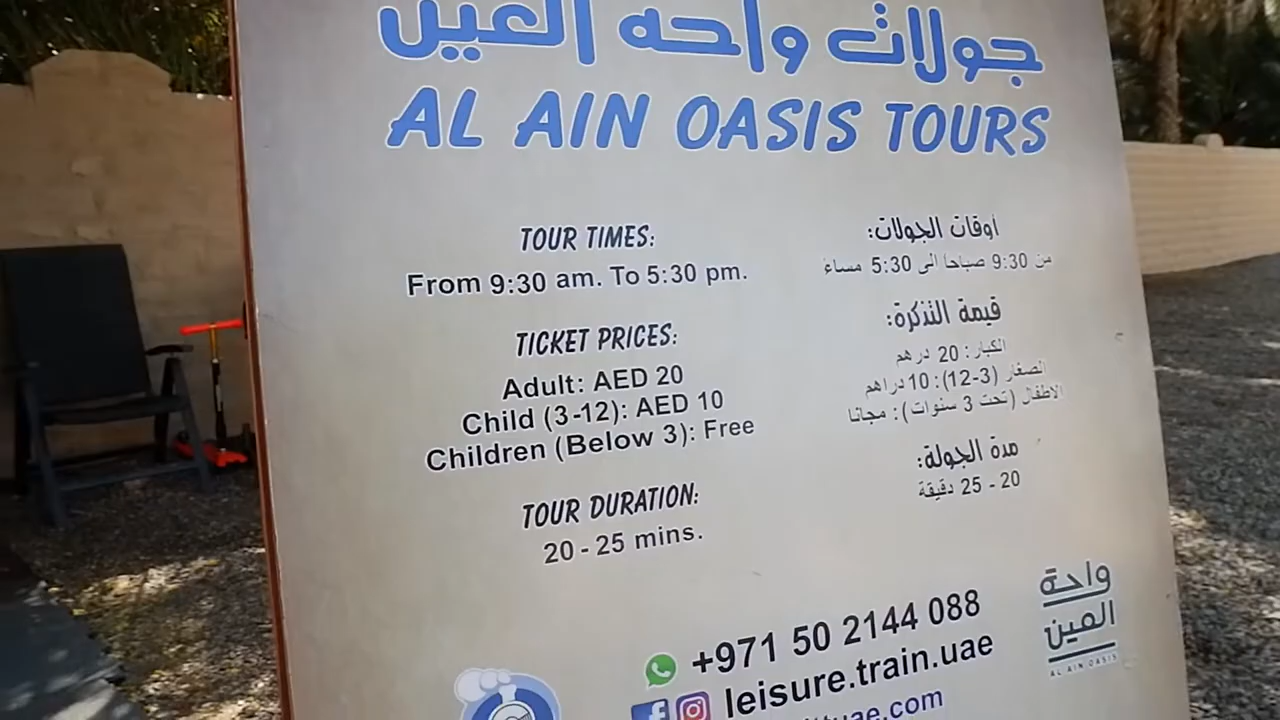 جولات واحه العين
AL AIN OASIS TOURS
TOUR TIMES:
From 9:30 am. To 5:30 pm.
TICKET PRICES:
Adult: AED 20
Child (3-12): AED 10
Children (Below 3): Free
TOUR DURATION:
20 - 25 mins.
أوقات الجولات:
من 9:30 صباحا الى 5:30 مساء
قيمة التذكرة:
الكبار: 20 درهم
الصغار (3-12): 10 دراهم
الاطفال (تحت 3 سنوات): مجانا
مدة الجولة:
20 - 25 دقيقة
+971 50 2144 088
leisure.train.uae
واحة
العين
AL AIN OASIS